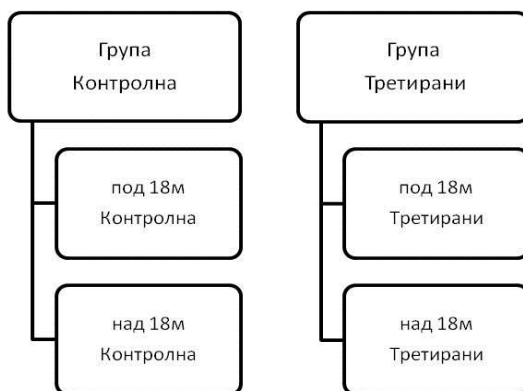 Група
Контролна
под 18м
Контролна
над 18м
Контролна
Група
Третирани
под 18м
Третирани
над 18м
Третирани